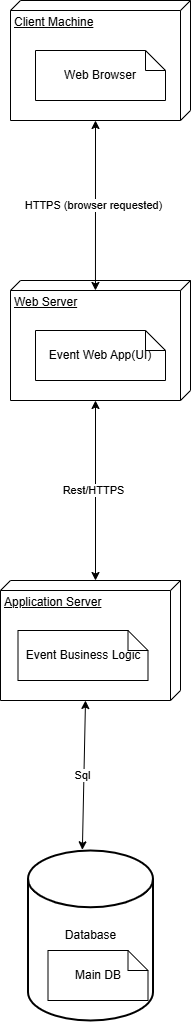 Client Machine
Web Browser
HTTPS (browser requested)
Web Server
Event Web App(UI)
Rest/HTTPS
Application Server
Event Business Logic
Sql
Database
Main DB